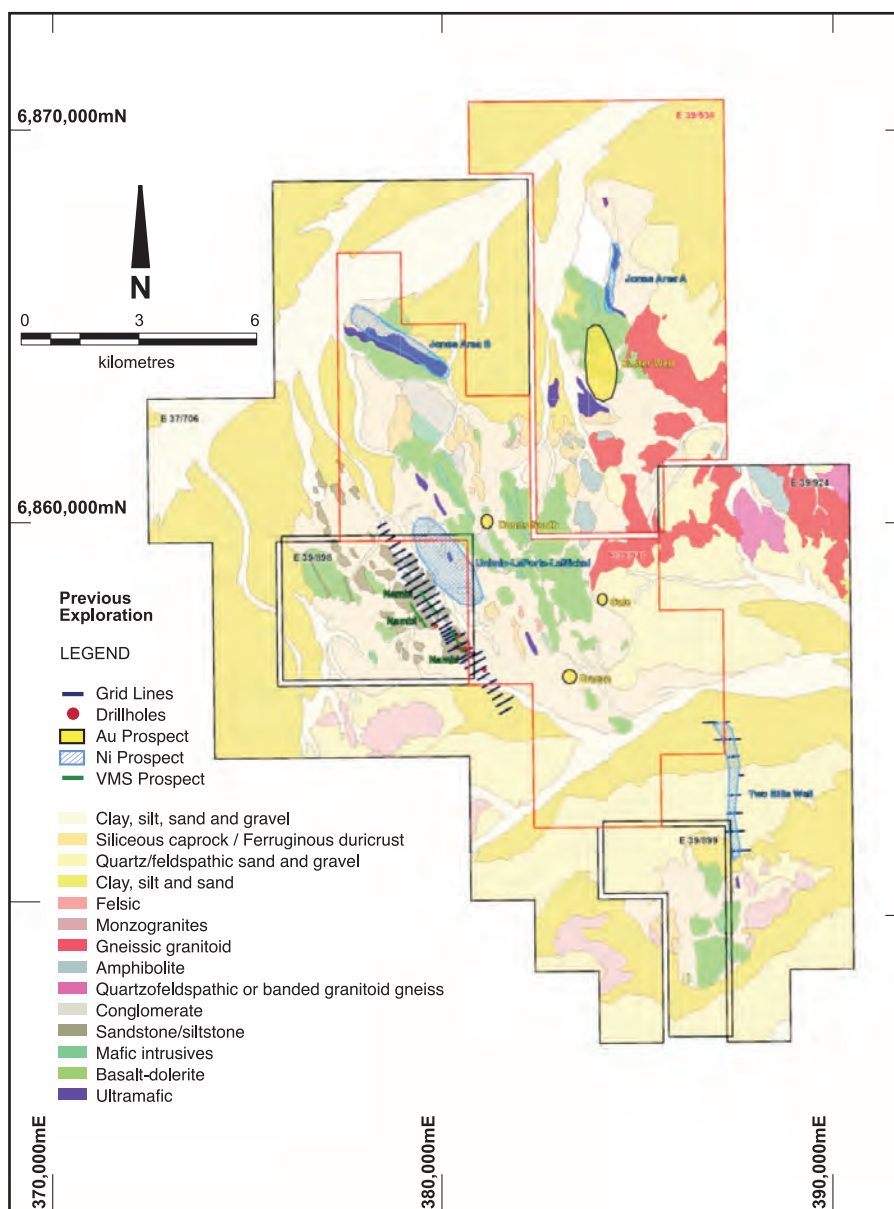 6,870,000mN
E 39/538
N
0 3 6
kilometres
Jones Area A
Jones Area B
E 37/706
6,860,000mN
E 39/924
E 39/898
Nambi
Nambi
Nambi
Two Bills Well
E 39/899
Previous
Exploration
LEGEND
Grid Lines
Drillholes
Au Prospect
Ni Prospect
VMS Prospect
Clay, silt, sand and gravel
Siliceous caprock / Ferruginous duricrust
Quartz/feldspathic sand and gravel
Clay, silt and sand
Felsic
Monzogranites
Gneissic granitoid
Amphibolite
Quartzofeldspathic or banded granitoid gneiss
Conglomerate
Sandstone/siltstone
Mafic intrusives
Basalt-dolerite
Ultramafic
370,000mE
380,000mE
390,000mE